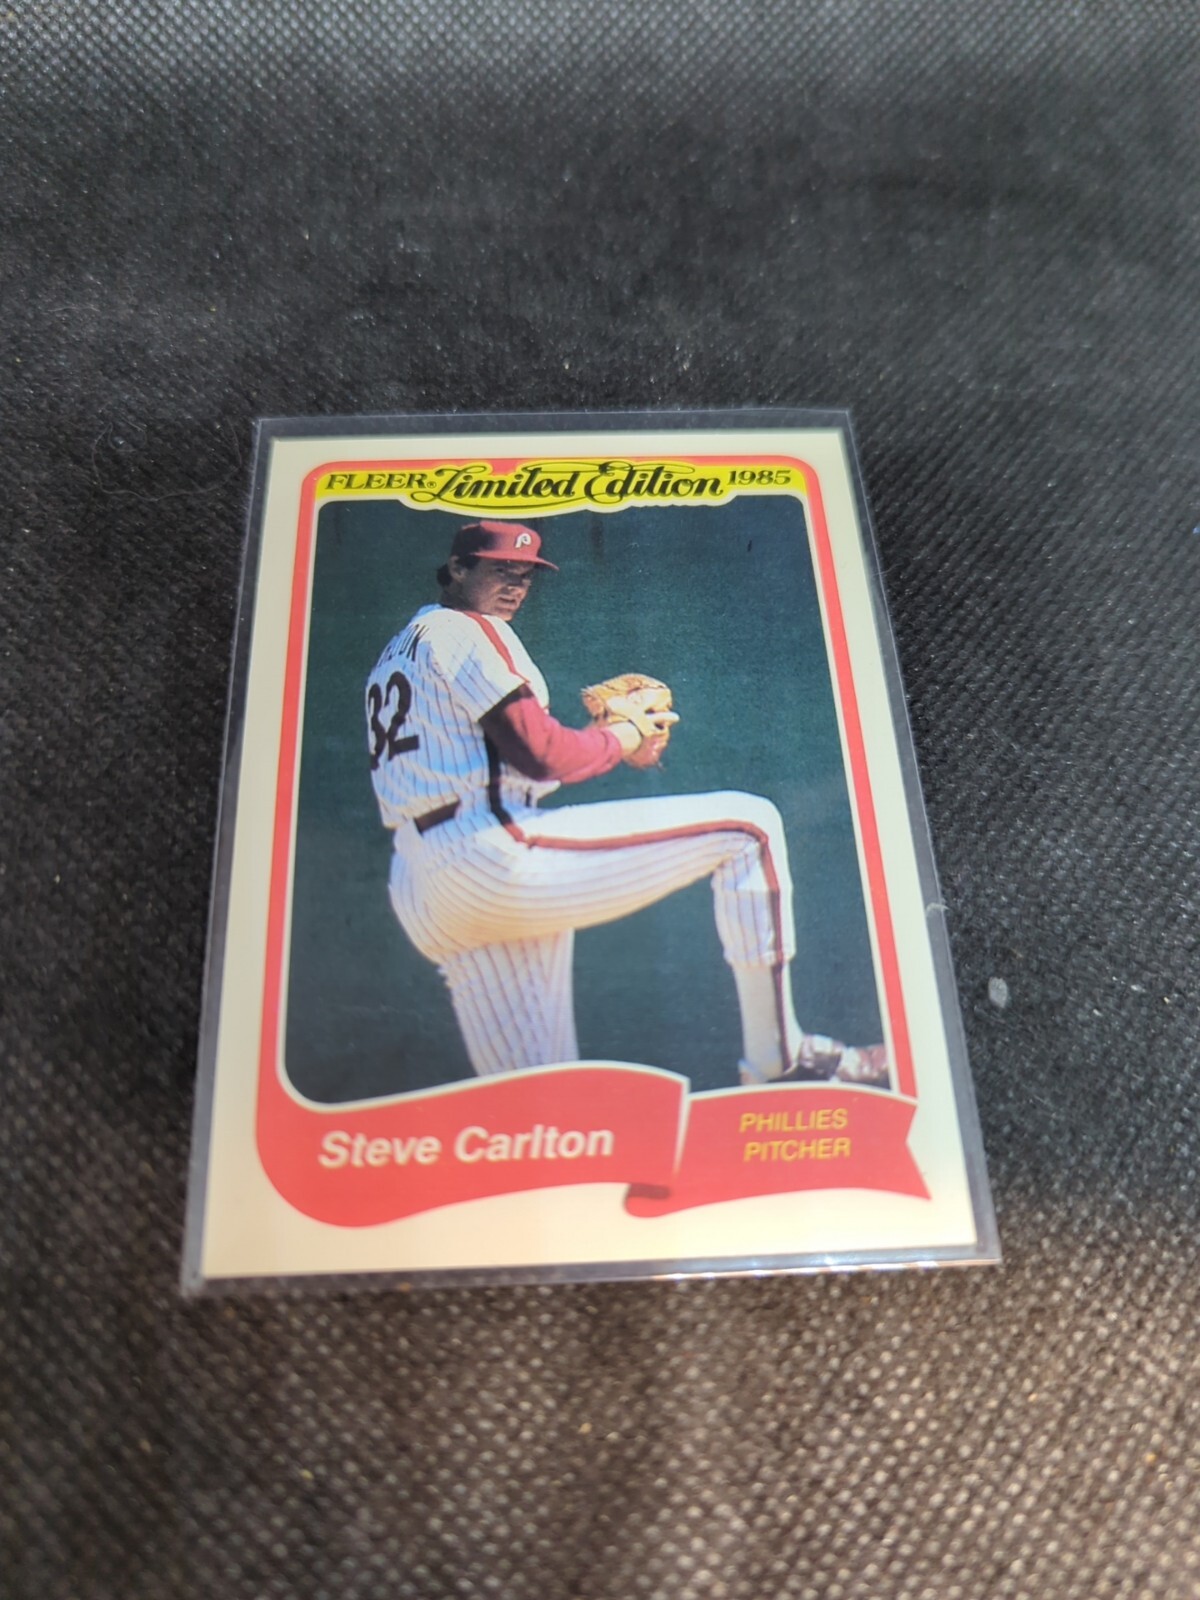 FLEER® Limited Edition 1985
P
32
Steve Carlton
PHILLIES
PITCHER